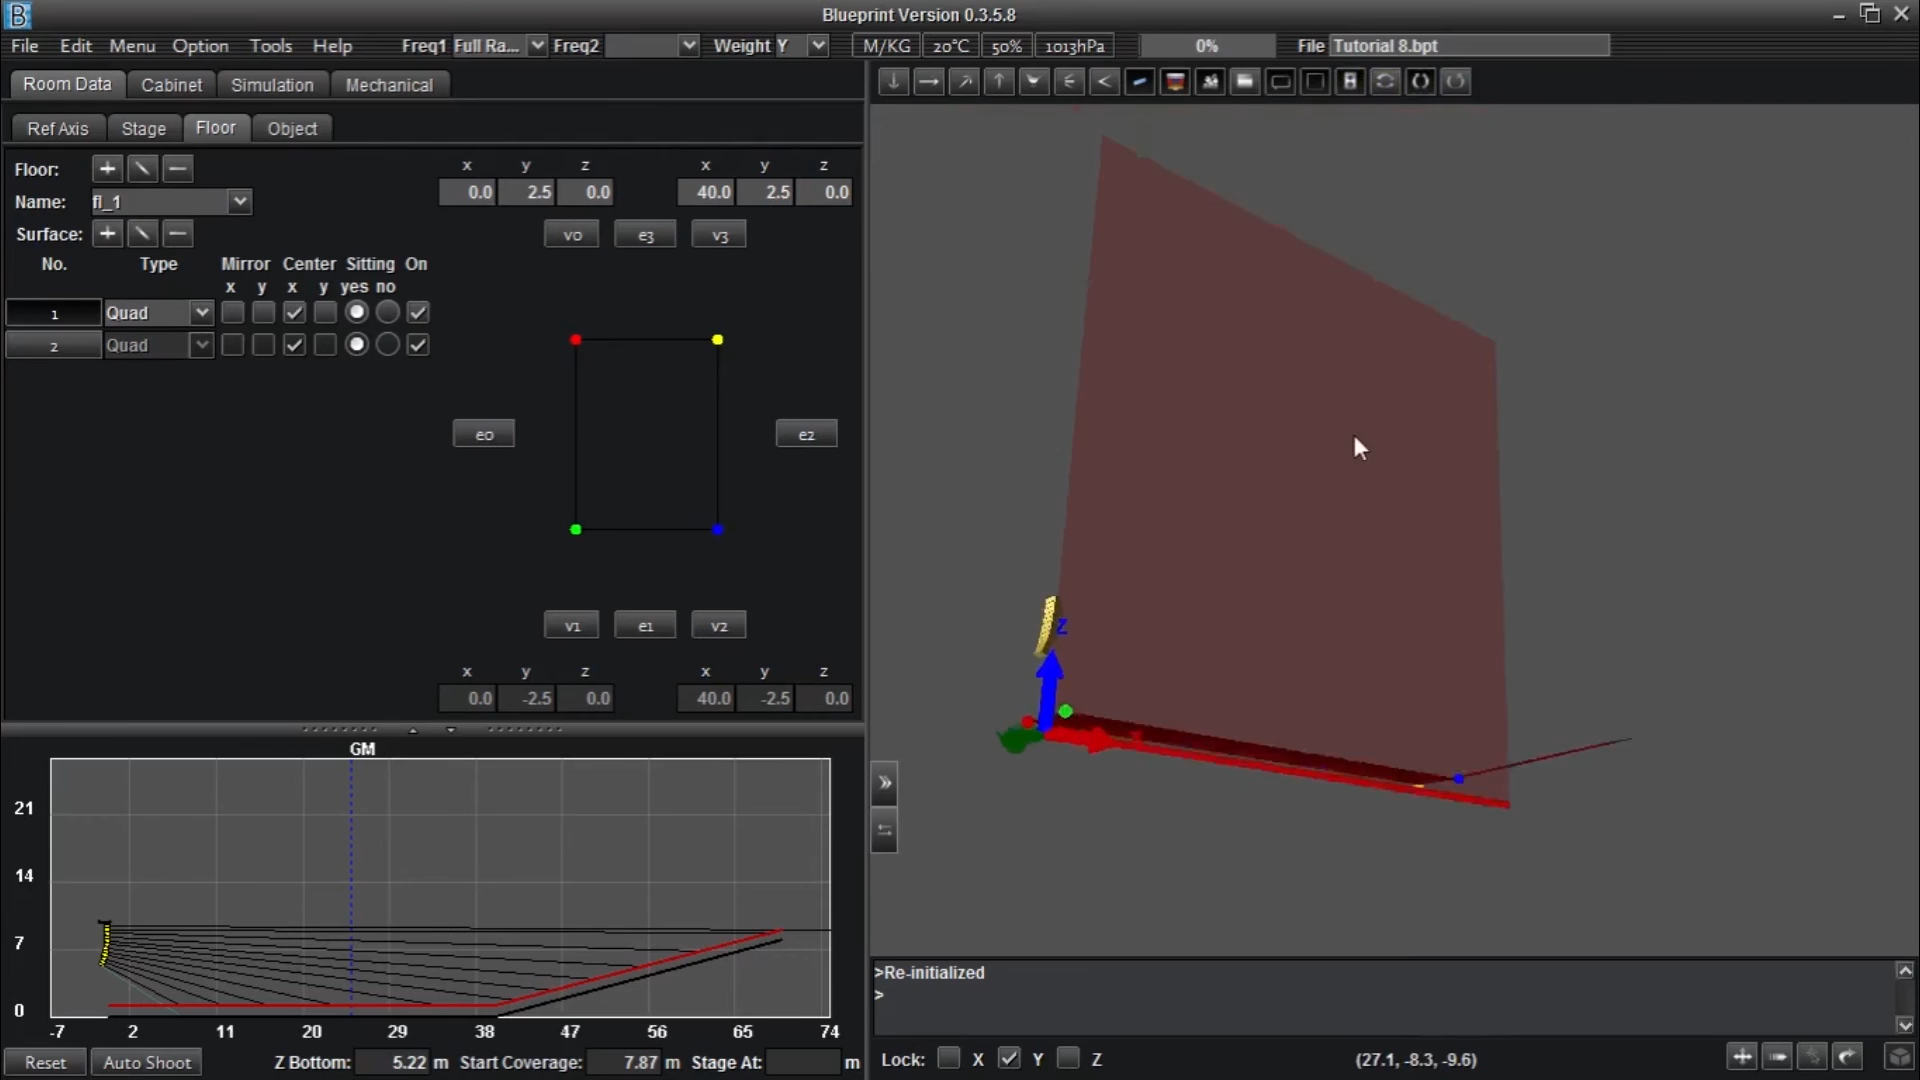 B Blueprint Version 0.3.5.8
File Edit Menu Option Tools Help Freq1 Full Ra... Freq2 Weight Y M/KG 20°C 50% 1013hPa 0% File Tutorial 8.bpt
Room Data Cabinet Simulation Mechanical
Ref Axis Stage Floor Object
Floor:
x y z x y z
0.0 2.5 0.0 40.0 2.5 0.0
Name: fl_1
Surface:
v0 e3 v3
No. Type Mirror Center Sitting On
x y x y yes no
1 Quad
2 Quad
e0 e2
v1 e1 v2
x y z x y z
0.0 -2.5 0.0 40.0 -2.5 0.0
Z
GM
21
14
7
0
-7 2 11 20 29 38 47 56 65 74
Reset Auto Shoot Z Bottom: 5.22 m Start Coverage: 7.87 m Stage At: m
>Re-initialized
>
Lock: X Y Z (27.1, -8.3, -9.6)